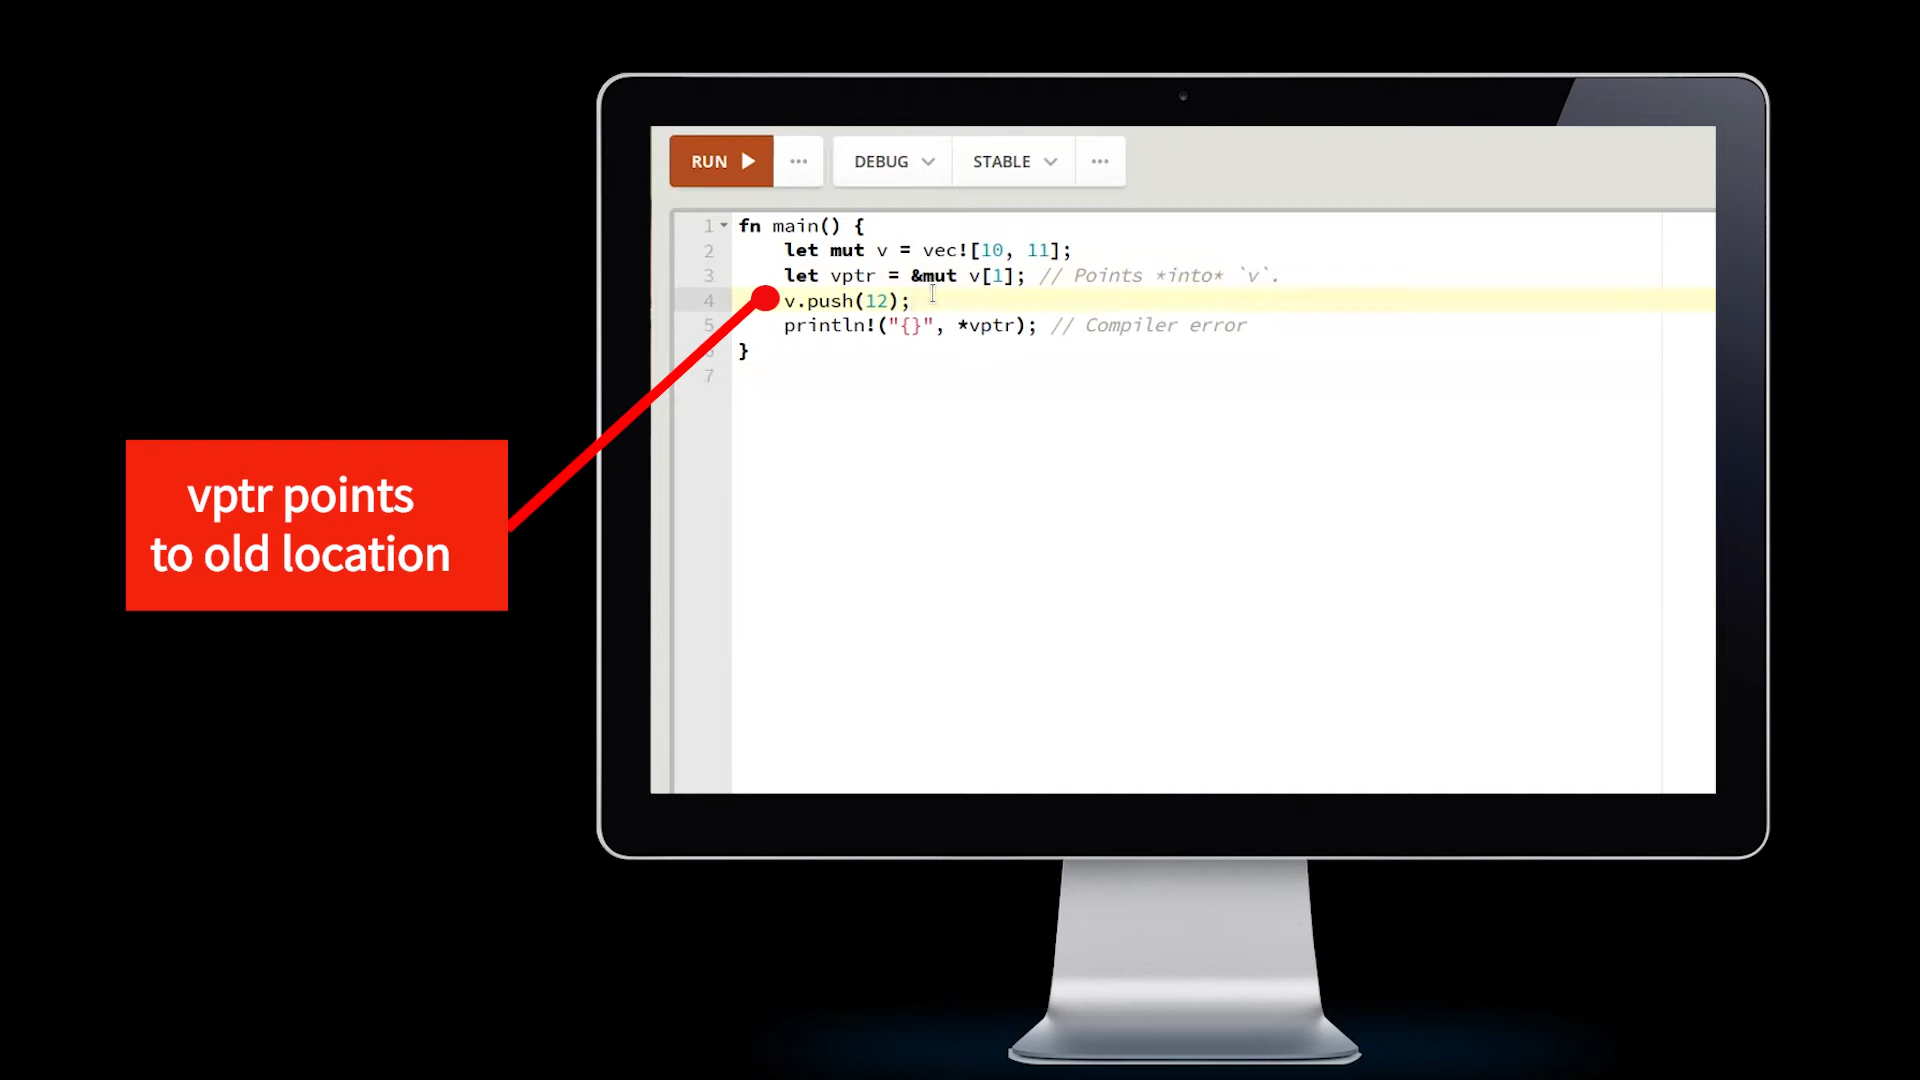 RUN ▶ ··· DEBUG STABLE ···
1 fn main() {
2 let mut v = vec![10, 11];
3 let vptr = &mut v[1]; // Points *into* `v`.
4 v.push(12);
5 println!("{}", *vptr); // Compiler error
6 }
7
vptr points
to old location